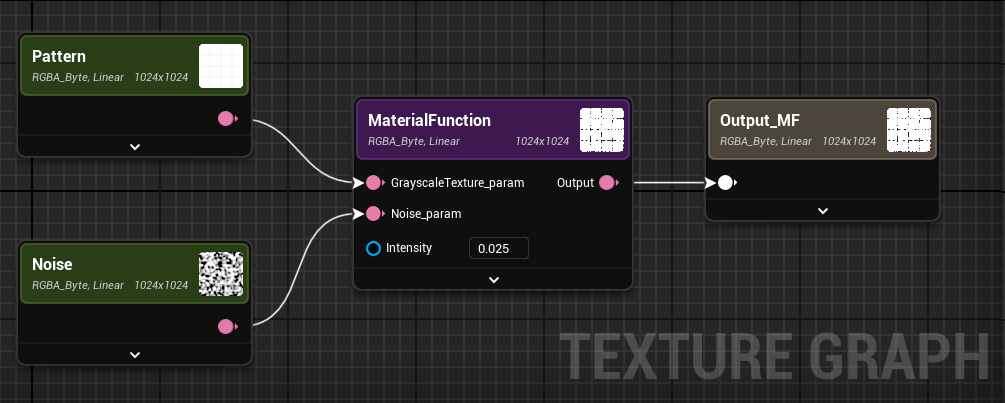 Pattern
RGBA_Byte, Linear 1024x1024
MaterialFunction
RGBA_Byte, Linear 1024x1024
GrayscaleTexture_param Output
Noise_param
Intensity 0.025
Output_MF
RGBA_Byte, Linear 1024x1024
Noise
RGBA_Byte, Linear 1024x1024
TEXTURE GRAPH